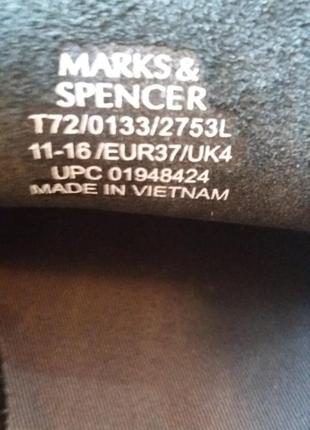 MARKS &
SPENCER
T72/0133/2753L
11-16 /EUR37/UK4
UPC 01948424
MADE IN VIETNAM